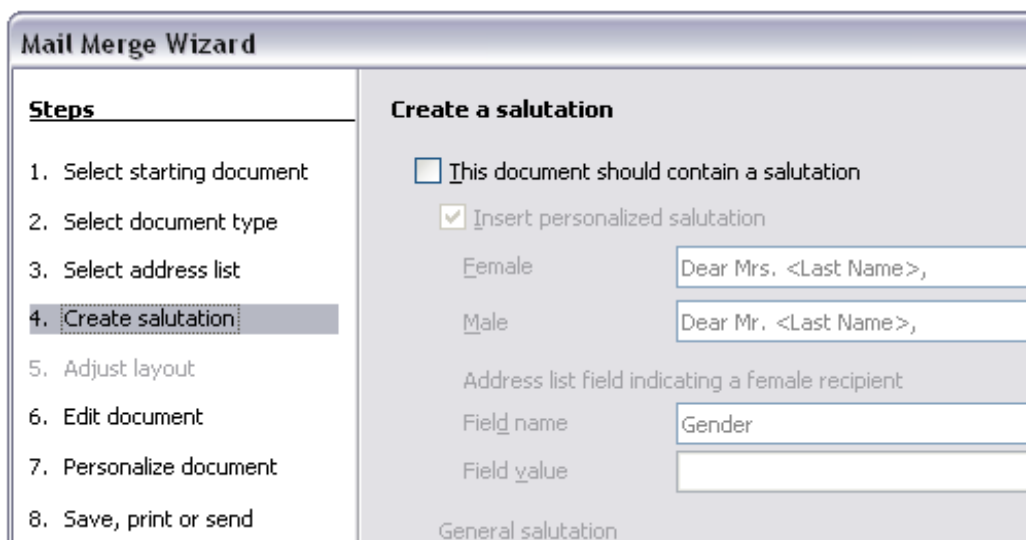 Mail Merge Wizard
Steps
1. Select starting document
2. Select document type
3. Select address list
4. Create salutation
5. Adjust layout
6. Edit document
7. Personalize document
8. Save, print or send
Create a salutation
This document should contain a salutation
Insert personalized salutation
Female Dear Mrs. <Last Name>,
Male Dear Mr. <Last Name>,
Address list field indicating a female recipient
Field name Gender
Field value
General salutation